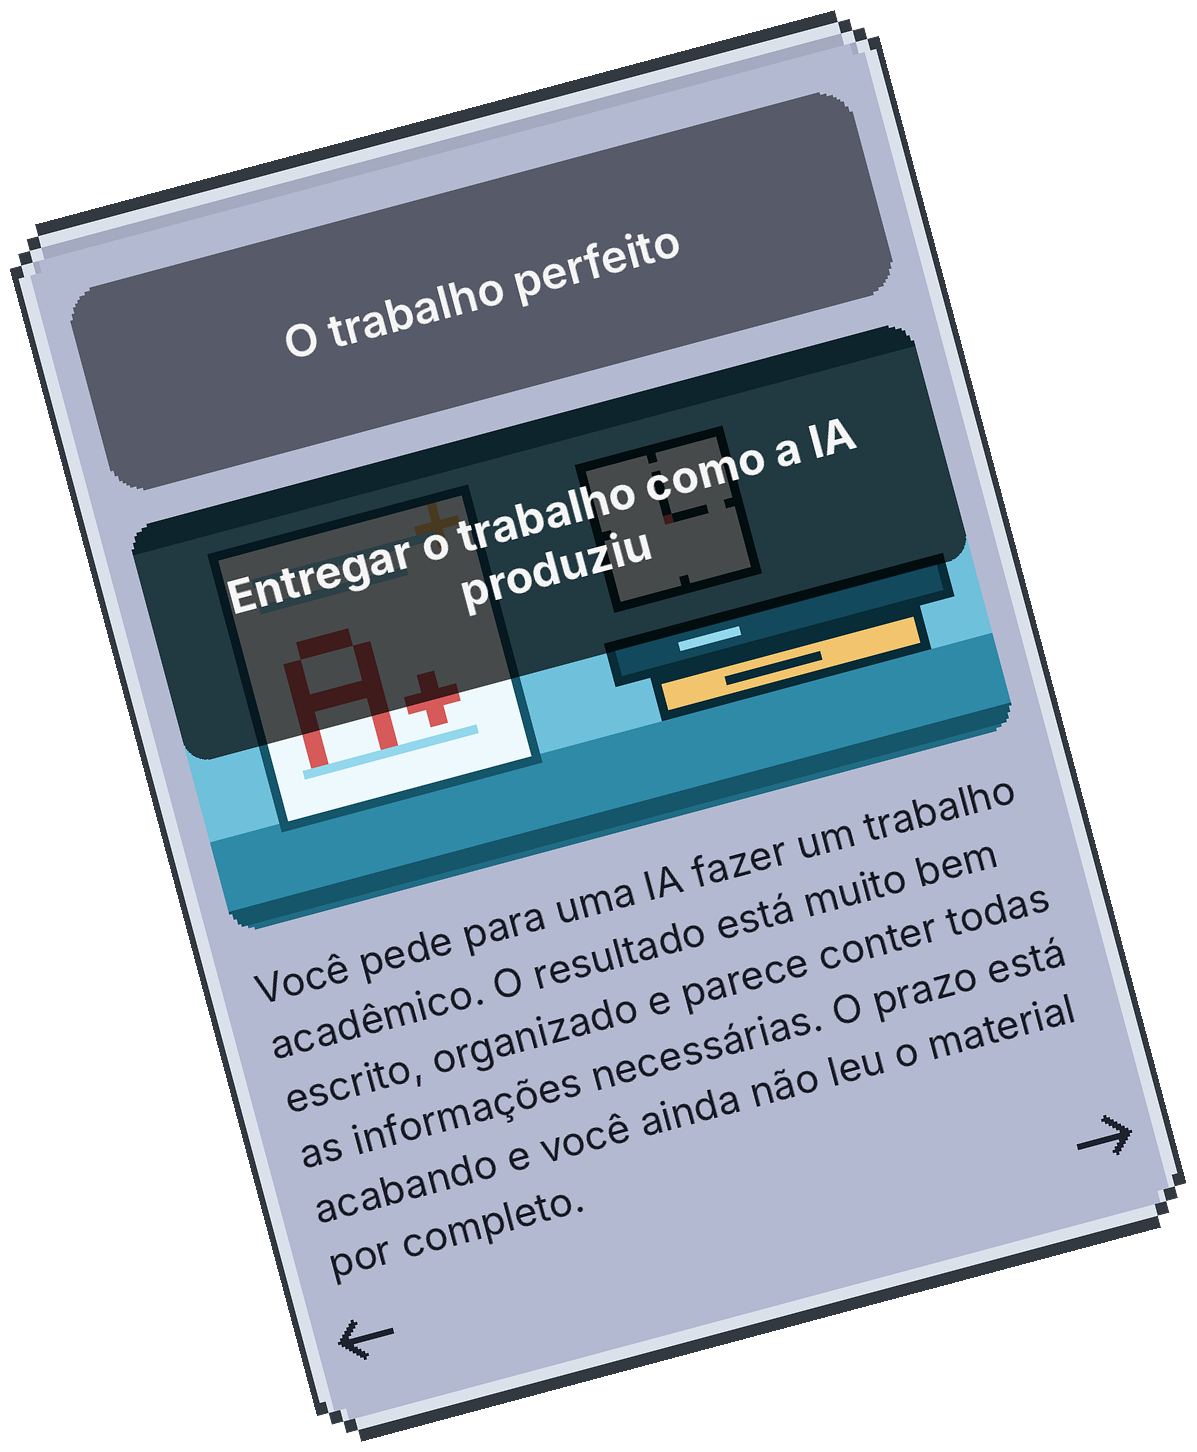 O trabalho perfeito
Entregar o trabalho como a IA
produziu
A+
Você pede para uma IA fazer um trabalho
acadêmico. O resultado está muito bem
escrito, organizado e parece conter todas
as informações necessárias. O prazo está
acabando e você ainda não leu o material
por completo.